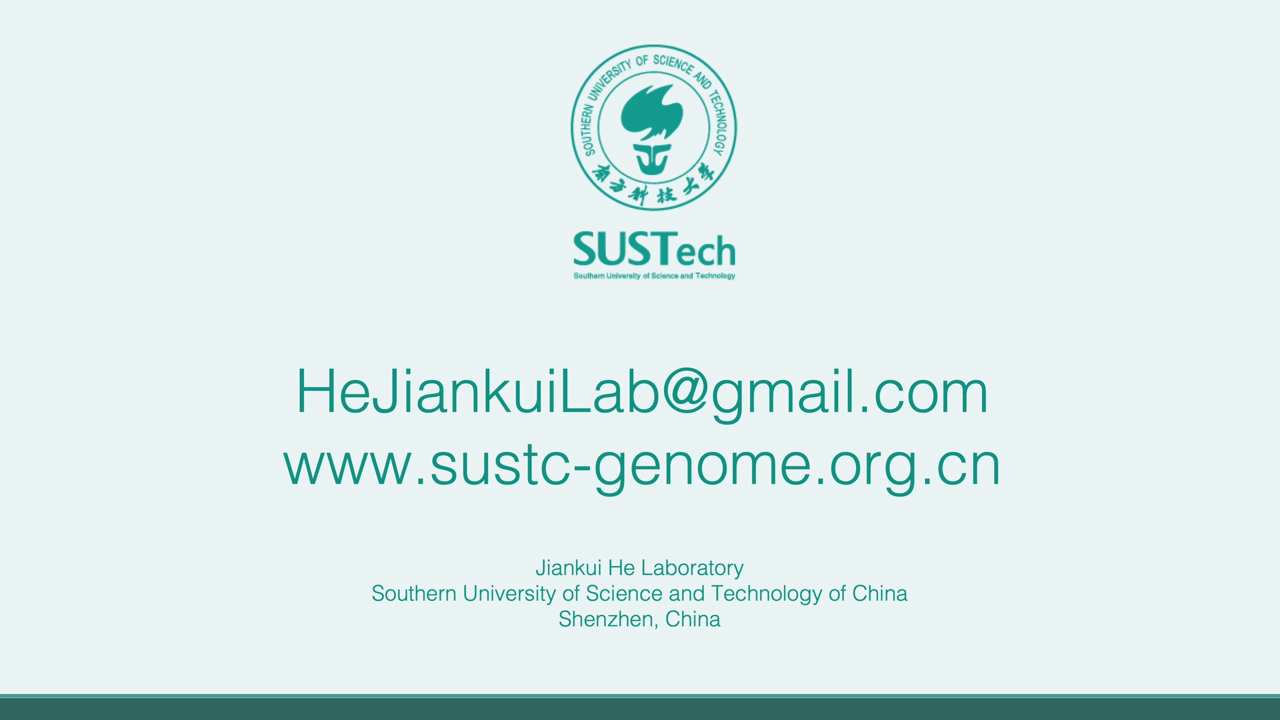 SOUTHERN UNIVERSITY OF SCIENCE AND TECHNOLOGY
南方科技大学
SUSTech
Southern University of Science and Technology
HeJiankuiLab@gmail.com
www.sustc-genome.org.cn
Jiankui He Laboratory
Southern University of Science and Technology of China
Shenzhen, China